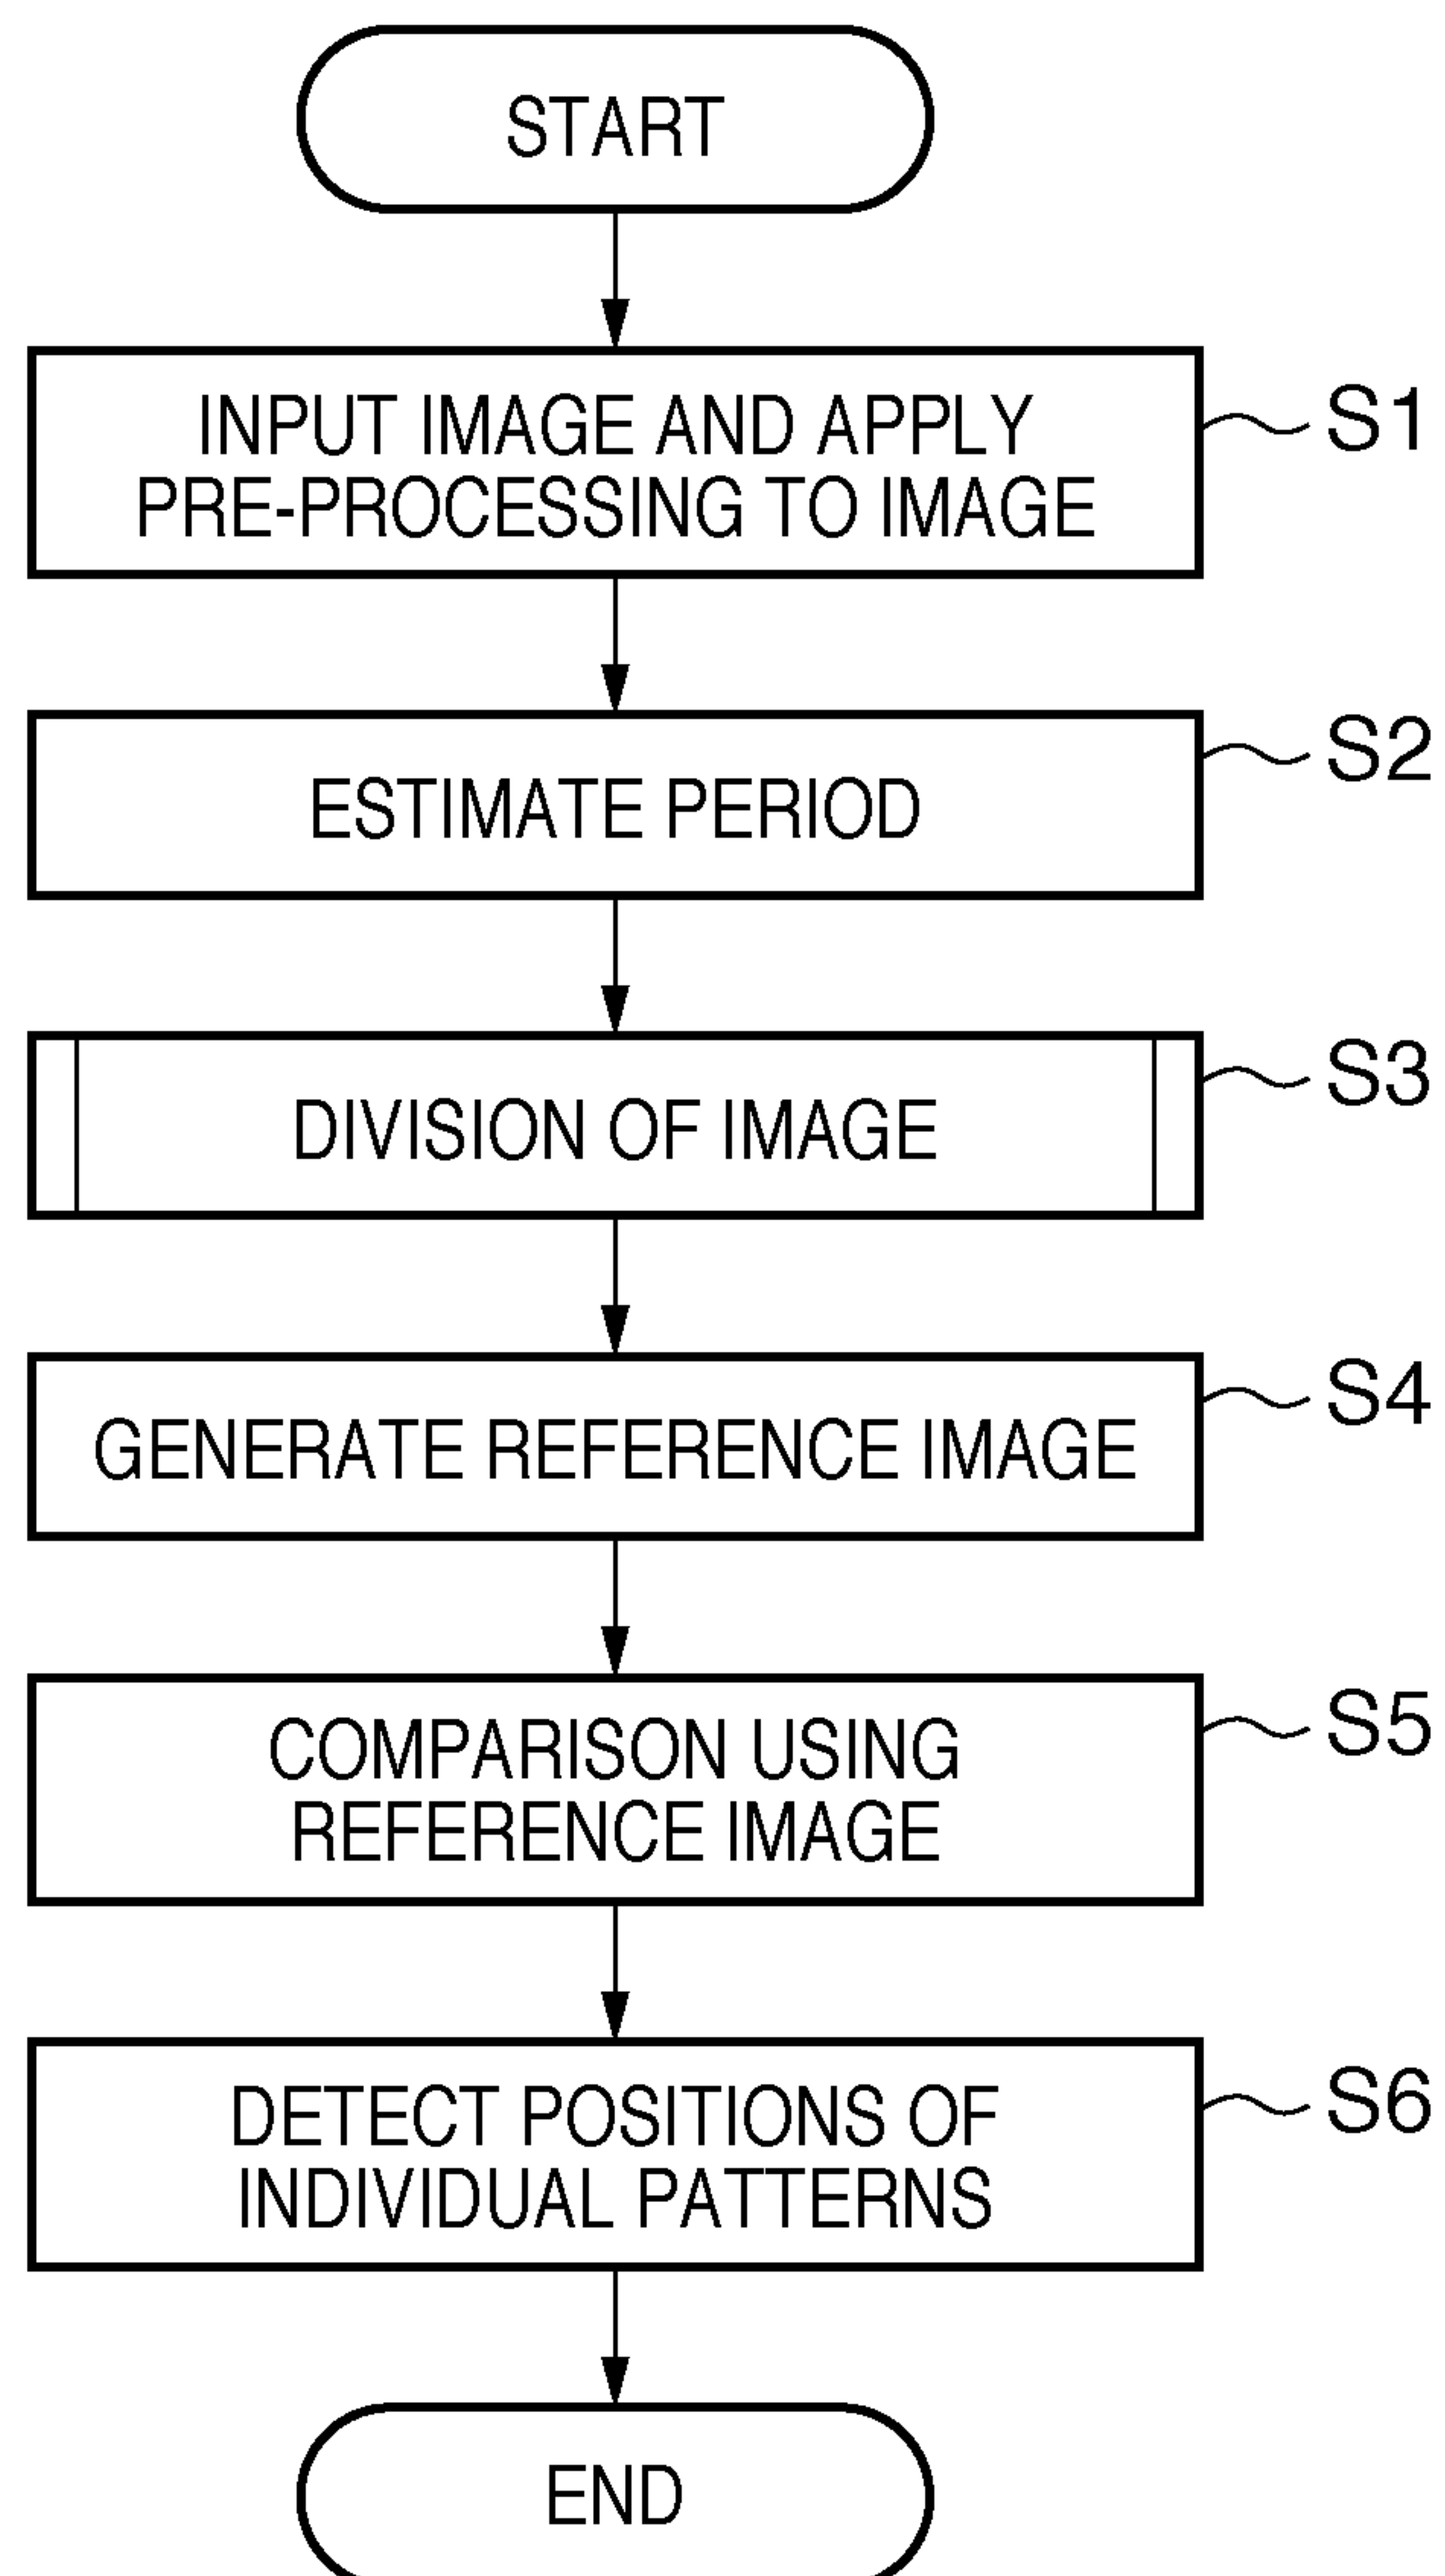 START
INPUT IMAGE AND APPLY
PRE-PROCESSING TO IMAGE
S1
ESTIMATE PERIOD
S2
DIVISION OF IMAGE
S3
GENERATE REFERENCE IMAGE
S4
COMPARISON USING
REFERENCE IMAGE
S5
DETECT POSITIONS OF
INDIVIDUAL PATTERNS
S6
END